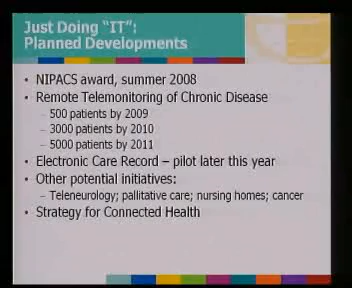 Just Doing "IT":
Planned Developments
• NIPACS award, summer 2008
• Remote Telemonitoring of Chronic Disease
– 500 patients by 2009
– 3000 patients by 2010
– 5000 patients by 2011
• Electronic Care Record – pilot later this year
• Other potential initiatives:
– Teleneurology; pallitative care; nursing homes; cancer
• Strategy for Connected Health